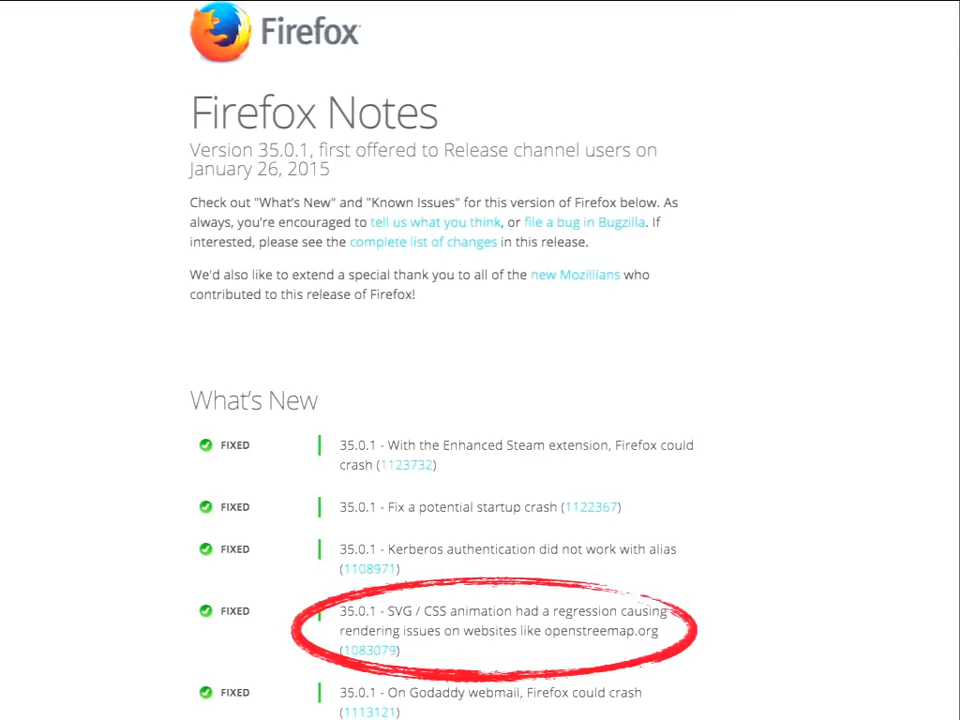 Firefox
Firefox Notes
Version 35.0.1, first offered to Release channel users on
January 26, 2015
Check out "What's New" and "Known Issues" for this version of Firefox below. As
always, you're encouraged to tell us what you think, or file a bug in Bugzilla. If
interested, please see the complete list of changes in this release.
We'd also like to extend a special thank you to all of the new Mozillians who
contributed to this release of Firefox!
What's New
FIXED 35.0.1 - With the Enhanced Steam extension, Firefox could
crash (1123732)
FIXED 35.0.1 - Fix a potential startup crash (1122367)
FIXED 35.0.1 - Kerberos authentication did not work with alias
(1108971)
FIXED 35.0.1 - SVG / CSS animation had a regression causing
rendering issues on websites like openstreemap.org
(1083079)
FIXED 35.0.1 - On Godaddy webmail, Firefox could crash
(1113121)